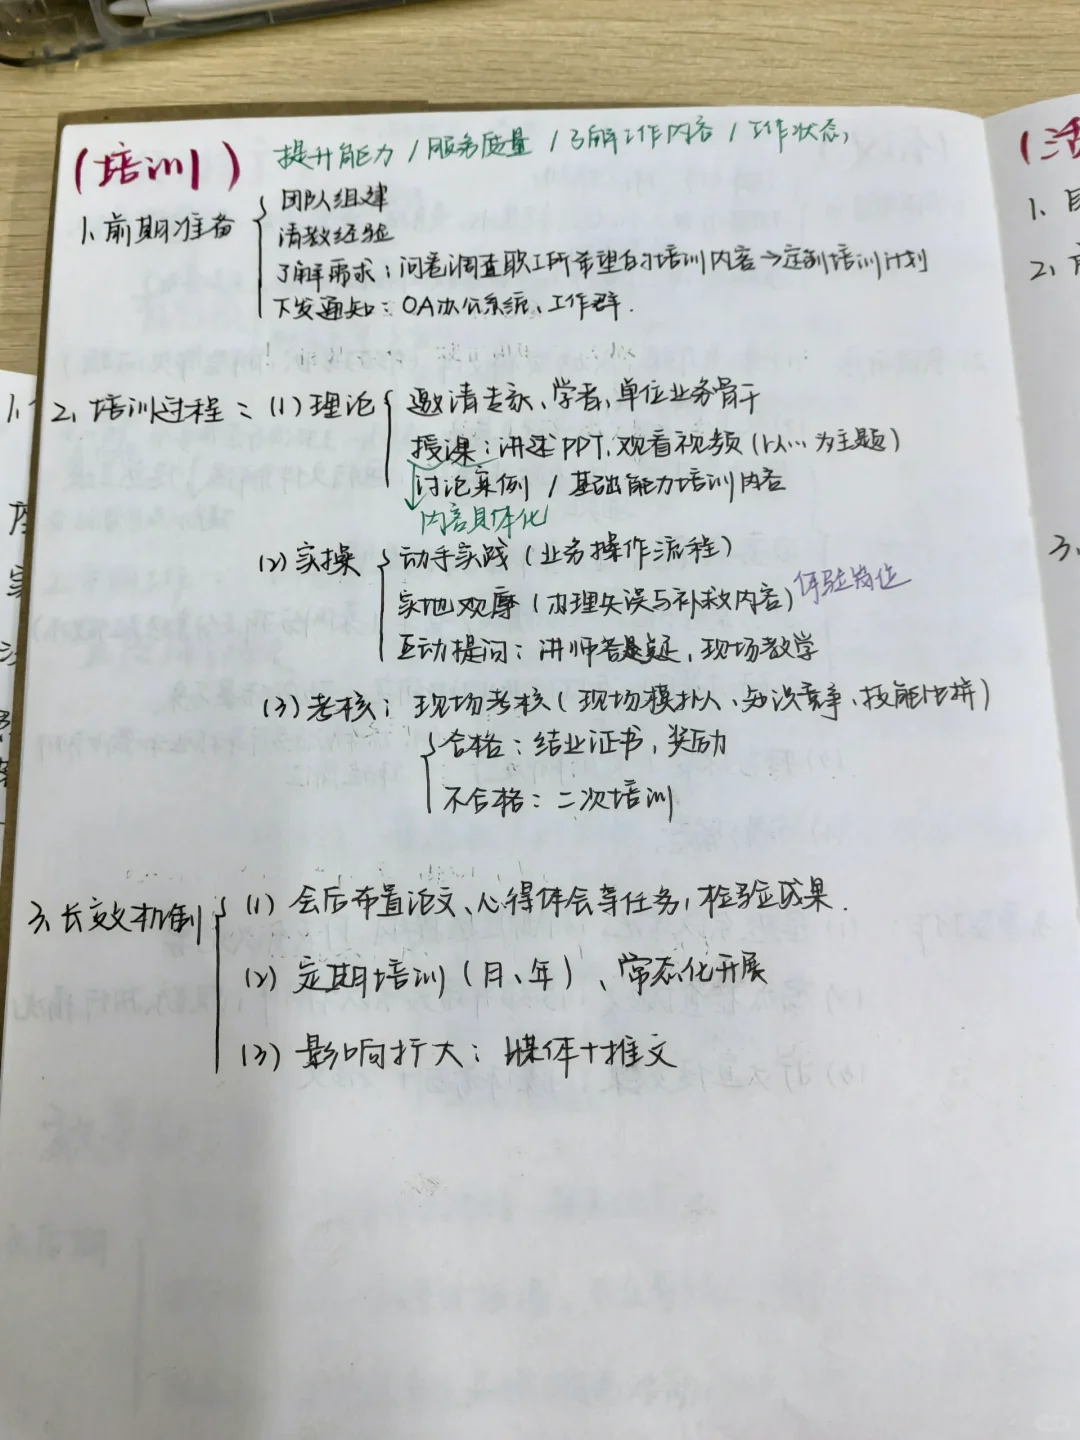 (培训) 提升能力/服务质量/了解工作内容/工作状态,
1、前期准备
团队组建
请教经验
了解需求:问卷调查职工所希望的培训内容→定制培训计划
下发通知:OA办公系统、工作群.
2、培训过程:(1)理论
邀请专家、学者,单位业务骨干
授课:讲述PPT,观看视频(以…为主题)
讨论案例/基础能力培训内容
内容具体化
(2)实操
动手实践(业务操作流程)
实地观摩(办理失误与补救内容)体验岗位
互动提问:讲师答疑,现场教学
(3)考核:现场考核(现场模拟、知识竞争、技能比拼)
合格:结业证书,奖励
不合格:二次培训
3、长效机制
(1)会后布置论文、心得体会等任务,检验成果.
(2)定期培训(月、年)、常态化开展
(3)影响扩大:媒体+推文
(活
1、
2、
3、